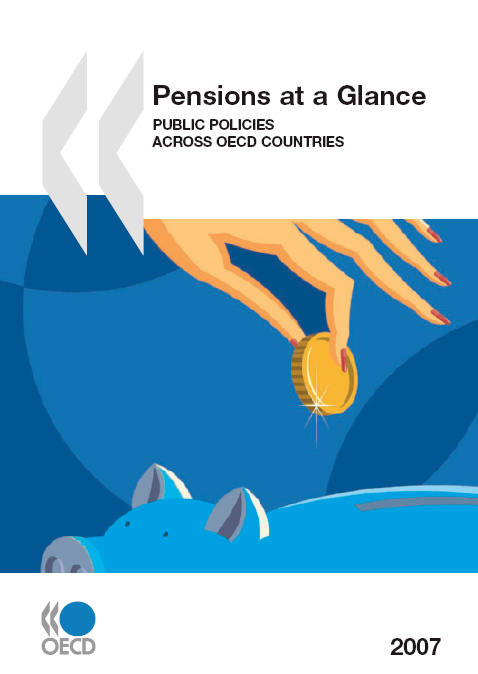 Pensions at a Glance
PUBLIC POLICIES
ACROSS OECD COUNTRIES
OECD
2007